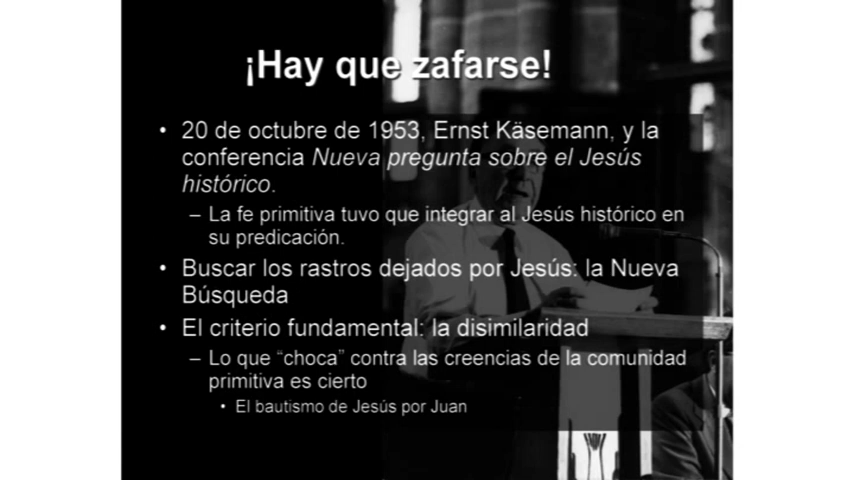 ¡Hay que zafarse!
• 20 de octubre de 1953, Ernst Käsemann, y la
conferencia Nueva pregunta sobre el Jesús
histórico.
– La fe primitiva tuvo que integrar al Jesús histórico en
su predicación.
• Buscar los rastros dejados por Jesús: la Nueva
Búsqueda
• El criterio fundamental: la disimilaridad
– Lo que “choca” contra las creencias de la comunidad
primitiva es cierto
• El bautismo de Jesús por Juan